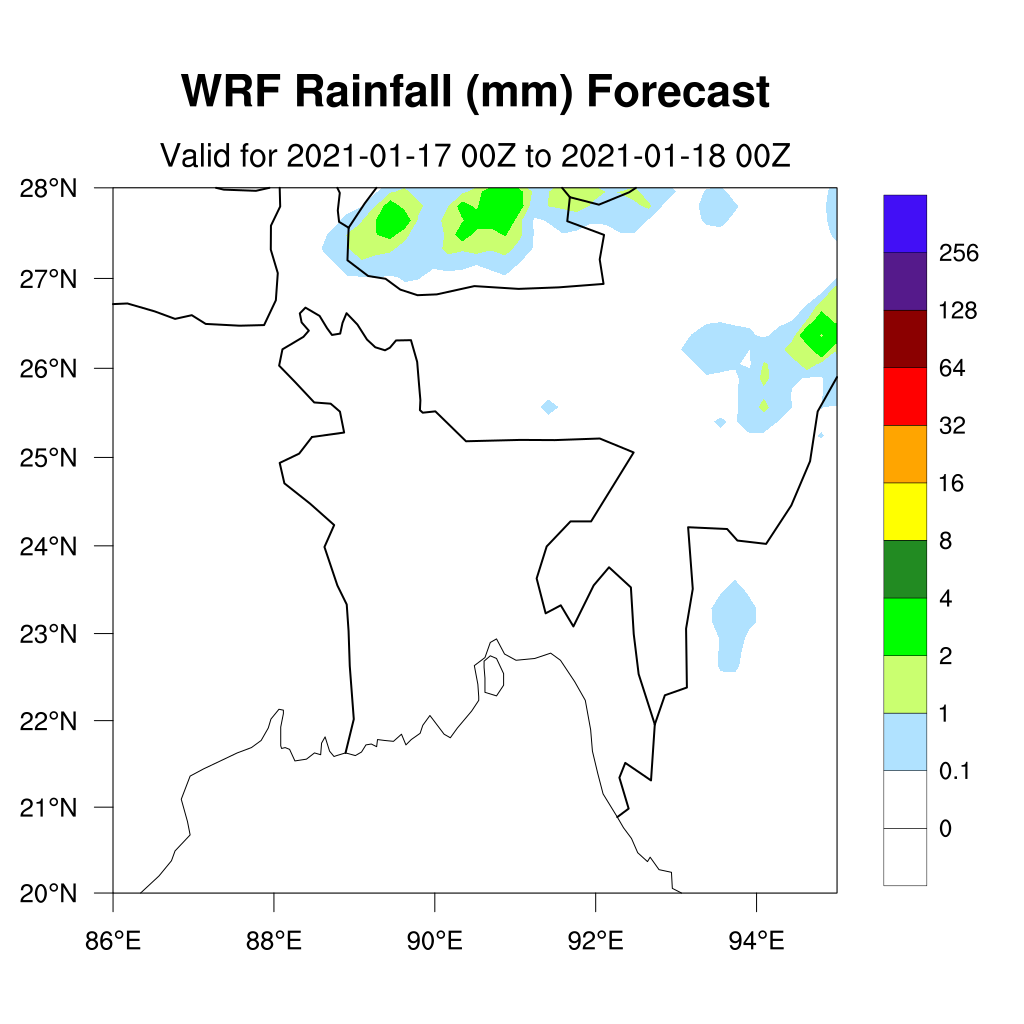 WRF Rainfall (mm) Forecast
Valid for 2021-01-17 00Z to 2021-01-18 00Z
28°N
27°N
26°N
25°N
24°N
23°N
22°N
21°N
20°N
86°E
88°E
90°E
92°E
94°E
256
128
64
32
16
8
4
2
1
0.1
0